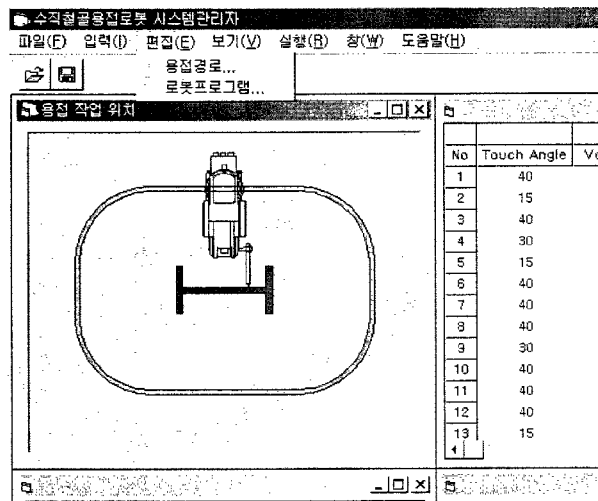 수직철골용접로봇 시스템관리자
파일(F) 입력(I) 편집(E) 보기(V) 실행(R) 창(W) 도움말(H)
용접경로...
로봇프로그램...
용접 작업 위치
No Touch Angle
1 40
2 15
3 40
4 30
5 15
6 40
7 40
8 40
9 30
10 40
11 40
12 40
13 15